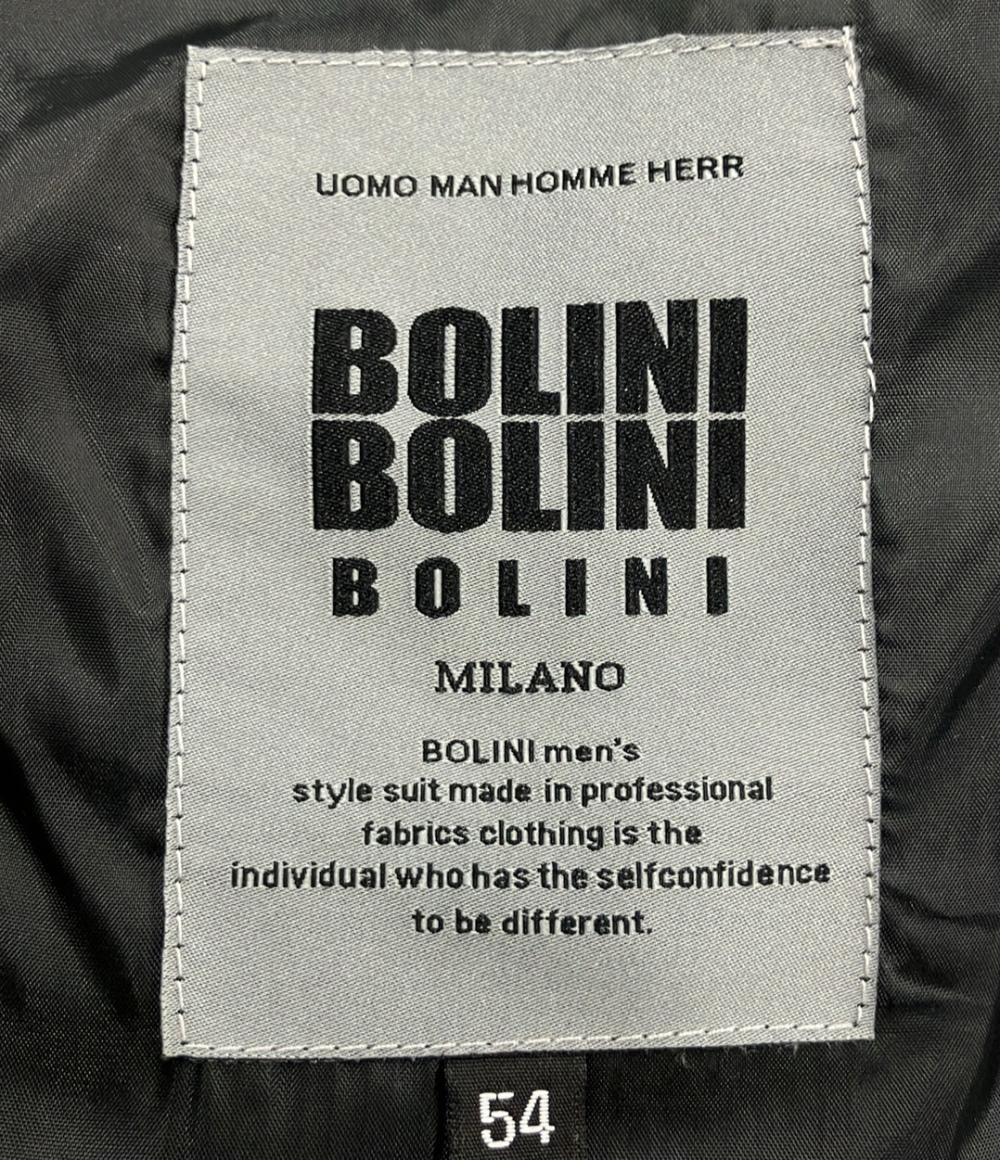 UOMO MAN HOMME HERR
BOLINI
BOLINI
BOLINI
MILANO
BOLINI men's
style suit made in professional
fabrics clothing is the
individual who has the selfconfidence
to be different.
54